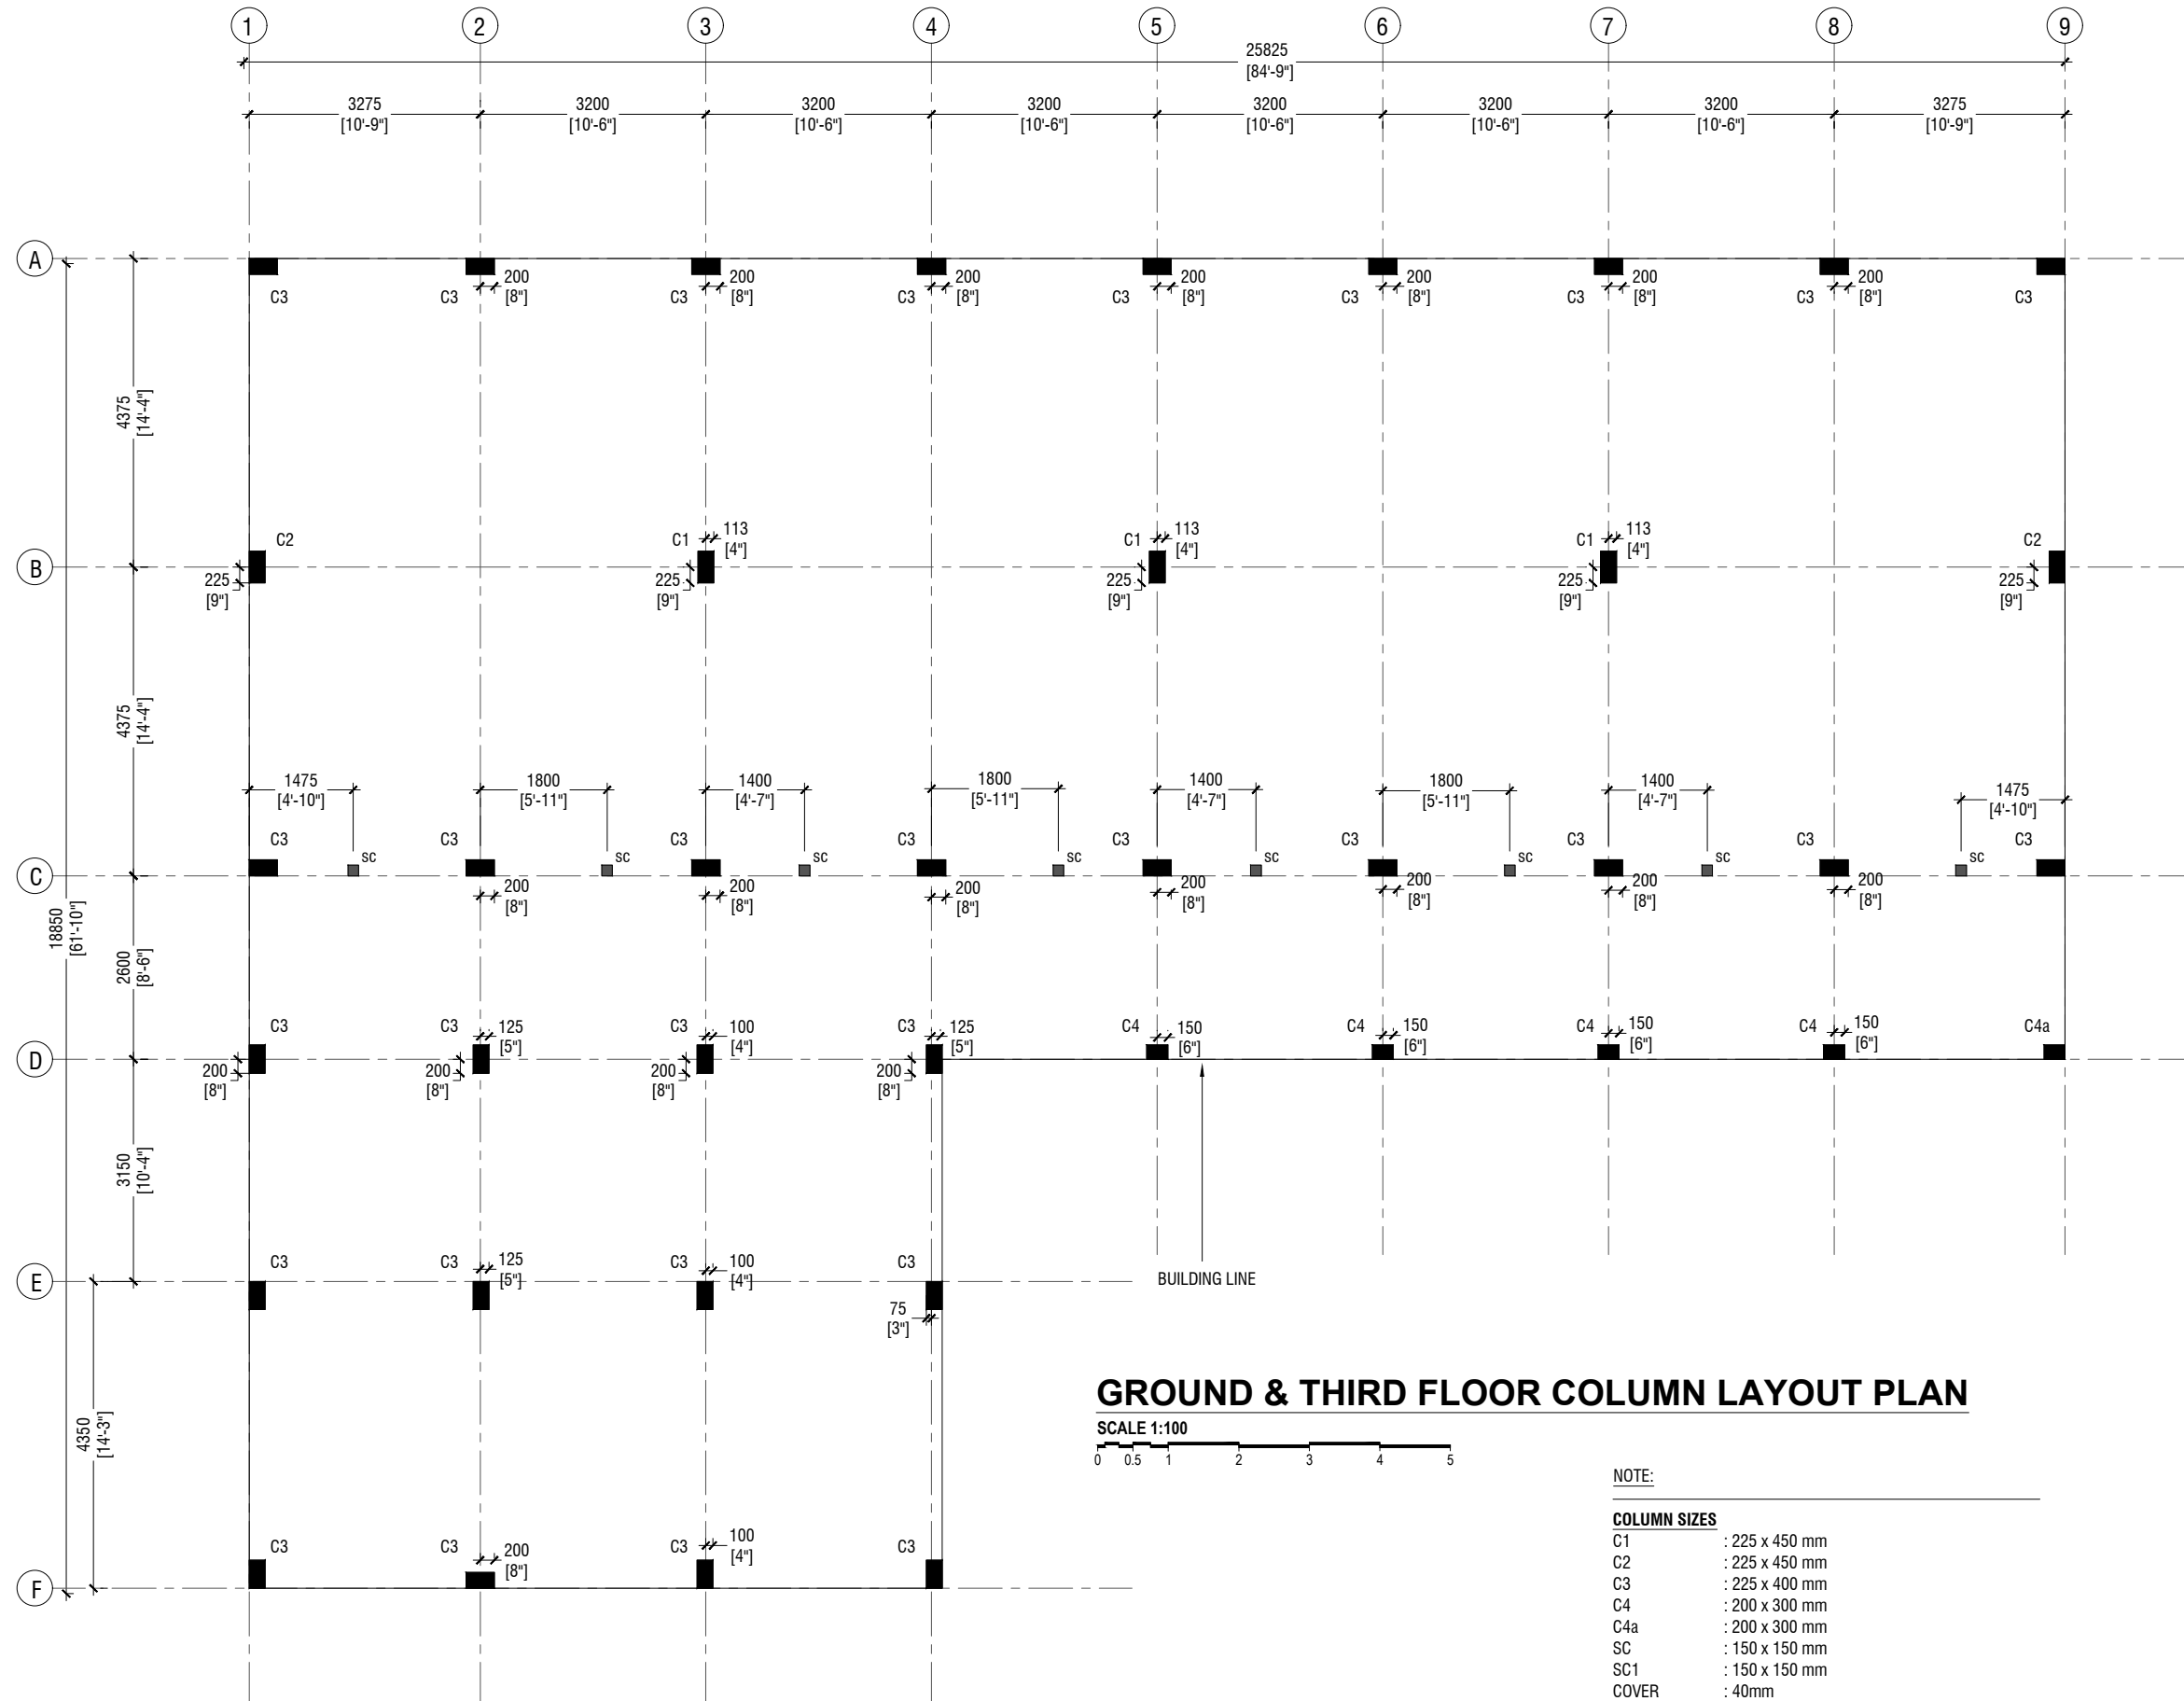 1 2 3 4 5 6 7 8 9
25825
[84'-9"]
3275 3200 3200 3200 3200 3200 3200 3275
[10'-9"] [10'-6"] [10'-6"] [10'-6"] [10'-6"] [10'-6"] [10'-6"] [10'-9"]
A
200 200 200 200 200 200 200
C3 C3 C3 C3 C3 C3 C3 C3 C3
[8"] [8"] [8"] [8"] [8"] [8"] [8"]
4375
[14'-4"]
113 113 113
C2 C1 C1 C1 C2
[4"] [4"] [4"]
B
225 225 225 225 225
[9"] [9"] [9"] [9"] [9"]
4375
[14'-4"]
1475 1800 1400 1800 1400 1800 1400 1475
[4'-10"] [5'-11"] [4'-7"] [5'-11"] [4'-7"] [5'-11"] [4'-7"] [4'-10"]
C3 C3 C3 C3 C3 C3 C3 C3 C3
sc sc sc sc sc sc sc sc
C
200 200 200 200 200 200 200
[8"] [8"] [8"] [8"] [8"] [8"] [8"]
18850
[61'-10"]
2600
[8'-6"]
C3 C3 125 C3 100 C3 125 C4 150 C4 150 C4 150 C4 150 C4a
[5"] [4"] [5"] [6"] [6"] [6"] [6"]
D
200 200 200 200
[8"] [8"] [8"] [8"]
3150
[10'-4"]
C3 C3 125 C3 100 C3
[5"] [4"]
E
BUILDING LINE
75
[3"]
4350
[14'-3"]
GROUND & THIRD FLOOR COLUMN LAYOUT PLAN
SCALE 1:100
0 0.5 1 2 3 4 5
C3 C3 200 C3 100 C3
[8"] [4"]
F
NOTE:
COLUMN SIZES
C1 : 225 x 450 mm
C2 : 225 x 450 mm
C3 : 225 x 400 mm
C4 : 200 x 300 mm
C4a : 200 x 300 mm
SC : 150 x 150 mm
SC1 : 150 x 150 mm
COVER : 40mm